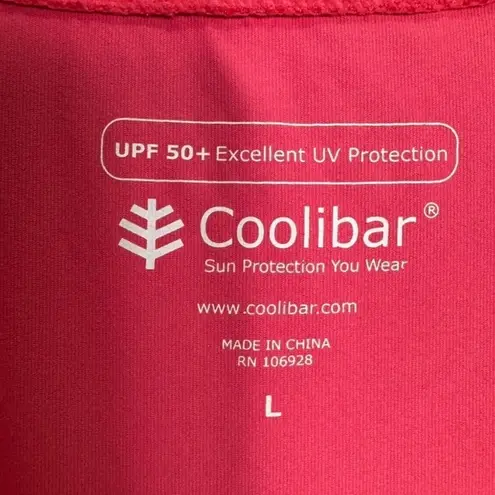 UPF 50+ Excellent UV Protection
Coolibar®
Sun Protection You Wear
www.coolibar.com
MADE IN CHINA
RN 106928
L